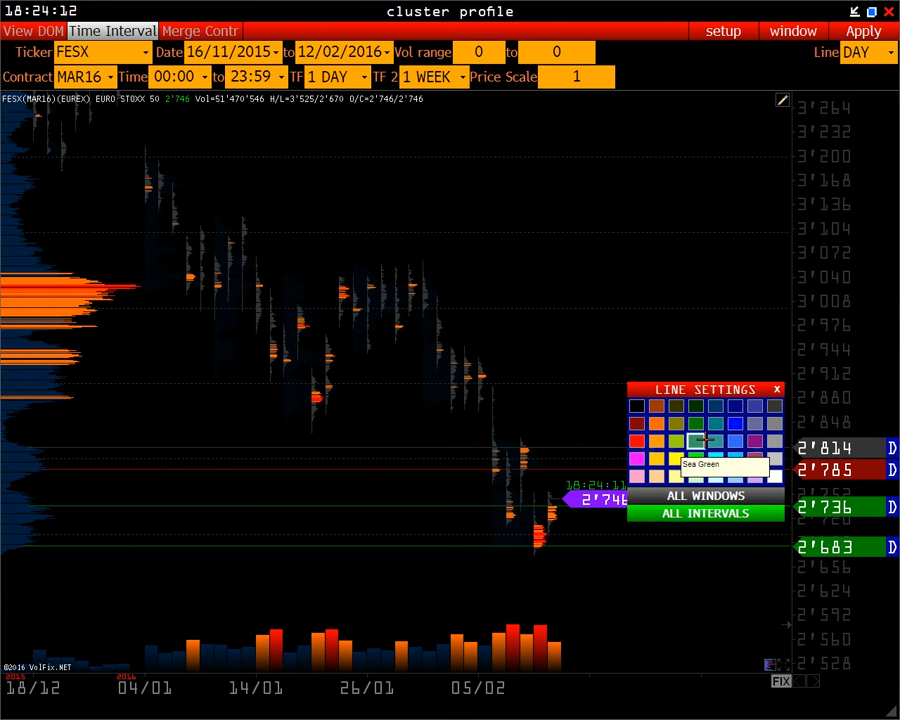 18:24:12 cluster profile
View DOM Time Interval Merge Contr setup window Apply
Ticker FESX Date 16/11/2015 to 12/02/2016 Vol range 0 to 0 Line DAY
Contract MAR16 Time 00:00 to 23:59 TF 1 DAY TF 2 1 WEEK Price Scale 1
FESX(MAR16)(EUREX) EURO STOXX 50 2'746 Vol=51'470'546 H/L=3'525/2'670 O/C=2'746/2'746
3'264
3'232
3'200
3'168
3'136
3'104
3'072
3'040
3'008
2'976
2'944
2'912
2'880
LINE SETTINGS x
2'848
2'814 D
Sea Green
2'785 D
18:24:11
2'746
ALL WINDOWS
2'736 D
ALL INTERVALS
2'720
2'683 D
2'656
2'624
2'592
2'560
2'528
©2016 VolFix.NET
2015 2016
18/12 04/01 14/01 26/01 05/02
FIX